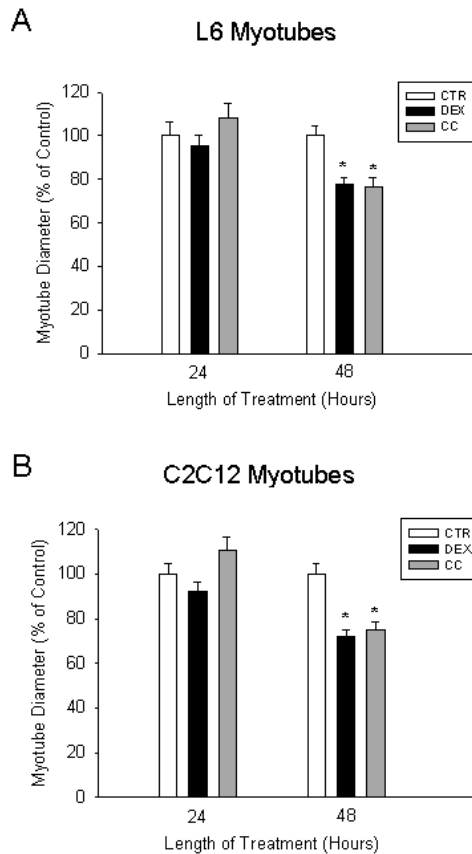 A
L6 Myotubes
120
100
80
60
40
20
0
Myotube Diameter (% of Control)
CTR
DEX
CC
* *
24 48
Length of Treatment (Hours)
B
C2C12 Myotubes
120
100
80
60
40
20
0
Myotube Diameter (% of Control)
CTR
DEX
CC
* *
24 48
Length of Treatment (Hours)